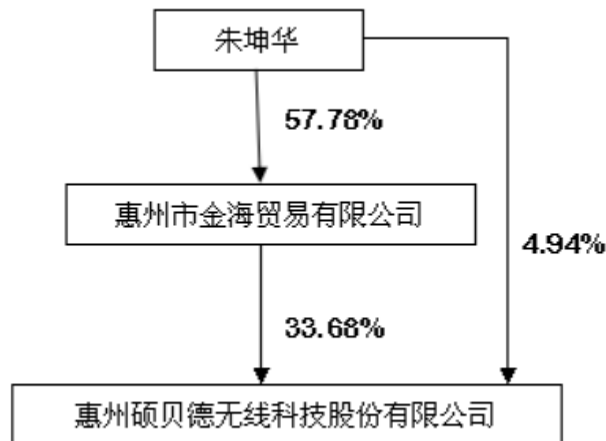 朱坤华
57.78%
惠州市金海贸易有限公司
4.94%
33.68%
惠州硕贝德无线科技股份有限公司